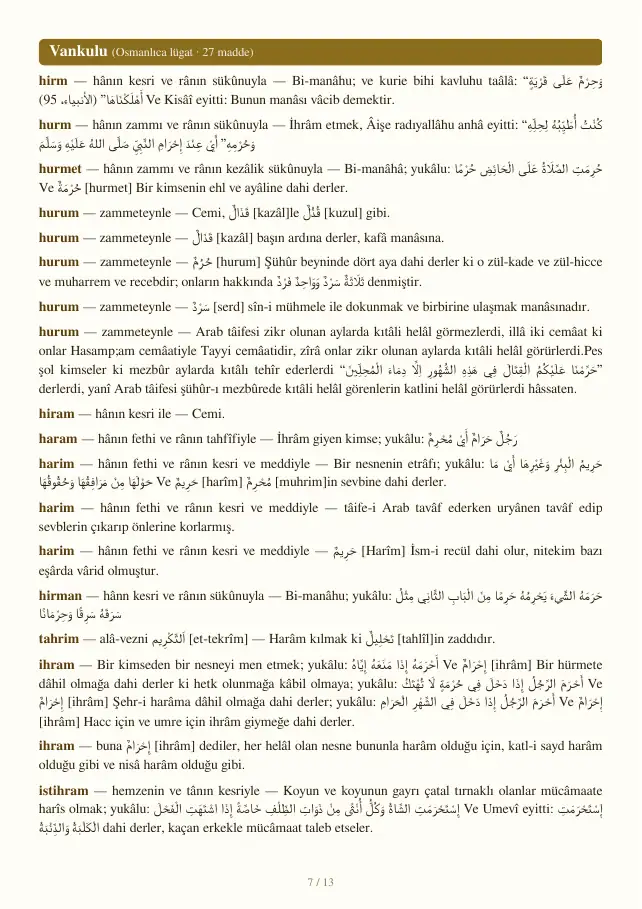 Vankulu (Osmanlıca lügat · 27 madde)
hirm — hânın kesri ve rânın sükûnuyla — Bi-manâhu; ve kurie bihi kavluhu taâlâ: “وَحِرْمٌ عَلَى قَرْيَةٍ
أَهْلَكْنَاهَا” (الأنبياء، 95) Ve Kisâî eyitti: Bunun manâsı vâcib demektir.
hurm — hânın zammı ve rânın sükûnuyla — İhrâm etmek, Âişe radıyallâhu anhâ eyitti: “كُنْتُ أُطَيِّبُهُ لِحِلِّهِ
وَحُرْمِهِ” أَيْ عِنْدَ إِحْرَامِ النَّبِيِّ صَلَّى اللهُ عَلَيْهِ وَسَلَّمَ
hurmet — hânın zammı ve rânın kezâlik sükûnuyla — Bi-manâhâ; yukâlu: حُرِمَتِ الصَّلَاةُ عَلَى الْحَائِضِ حُرْمًا
Ve حُرْمَةٌ [hurmet] Bir kimsenin ehl ve ayâline dahi derler.
hurum — zammeteynle — Cemi, قَذَالٌ [kazâl]le قُذُلٌ [kuzul] gibi.
hurum — zammeteynle — قَذَالٌ [kazâl] başın ardına derler, kafâ manâsına.
hurum — zammeteynle — حُرُمٌ [hurum] Şühûr beyninde dört aya dahi derler ki o zül-kade ve zül-hicce
ve muharrem ve recebdir; onların hakkında ثَلَاثَةٌ سَرْدٌ وَوَاحِدٌ فَرْدٌ denmiştir.
hurum — zammeteynle — سَرْدٌ [serd] sîn-i mühmele ile dokunmak ve birbirine ulaşmak manâsınadır.
hurum — zammeteynle — Arab tâifesi zikr olunan aylarda kıtâli helâl görmezlerdi, illâ iki cemâat ki
onlar Hasamp;am cemâatiyle Tayyi cemâatidir, zîrâ onlar zikr olunan aylarda kıtâli helâl görürlerdi.Pes
şol kimseler ki mezbûr aylarda kıtâlı tehîr ederlerdi “حَرَّمْنَا عَلَيْكُمُ الْقِتَالَ فِي هَذِهِ الشُّهُورِ إِلَّا دِمَاءَ الْمُحِلِّينَ”
derlerdi, yanî Arab tâifesi şühûr-ı mezbûrede kıtâli helâl görenlerin katlini helâl görürlerdi hâssaten.
hiram — hânın kesri ile — Cemi.
haram — hânın fethi ve rânın tahfîfiyle — İhrâm giyen kimse; yukâlu: رَجُلٌ حَرَامٌ أَيْ مُحْرِمٌ
harim — hânın fethi ve rânın kesri ve meddiyle — Bir nesnenin etrâfı; yukâlu: حَرِيمُ الْبِئْرِ وَغَيْرِهَا أَيْ مَا
حَوْلَهَا مِنْ مَرَافِقُهَا وَحُقُوقُهَا Ve حَرِيمٌ [harîm] مُحْرِمٌ [muhrim]in sevbine dahi derler.
harim — hânın fethi ve rânın kesri ve meddiyle — tâife-i Arab tavâf ederken uryânen tavâf edip
sevblerin çıkarıp önlerine korlarmış.
harim — hânın fethi ve rânın kesri ve meddiyle — حَرِيمٌ [Harîm] İsm-i recül dahi olur, nitekim bazı
eşârda vârid olmuştur.
hirman — hânn kesri ve rânın sükûnuyla — Bi-manâhu; yukâlu: حَرَمَهُ الشَّيْءَ يَحْرِمُهُ حَرِمًا مِنَ الْبَابِ الثَّانِي مِثْلُ
سَرَقَهُ سَرِقًا وَحِرْمَانًا
tahrim — alâ-vezni اَلتَّكْرِيم [et-tekrîm] — Harâm kılmak ki تَحْلِيلٌ [tahlîl]in zaddıdır.
ihram — Bir kimseden bir nesneyi men etmek; yukâlu: أَحْرَمَهُ إِذَا مَنَعَهُ إِيَّاهُ Ve إِحْرَامٌ [ihrâm] Bir hürmete
dâhil olmağa dahi derler ki hetk olunmağa kâbil olmaya; yukâlu: أَحْرَمَ الرَّجُلُ إِذَا دَخَلَ فِي حُرْمَةٍ لَا تُهْتَكُ Ve
إِحْرَامٌ [ihrâm] Şehr-i harâma dâhil olmağa dahi derler; yukâlu: أَحْرَمَ الرَّجُلُ إِذَا دَخَلَ فِي الشَّهْرِ الْحَرَامِ Ve إِحْرَامٌ
[ihrâm] Hacc için ve umre için ihrâm giymeğe dahi derler.
ihram — buna إِحْرَامٌ [ihrâm] dediler, her helâl olan nesne bununla harâm olduğu için, katl-i sayd harâm
olduğu gibi ve nisâ harâm olduğu gibi.
istihram — hemzenin ve tânın kesriyle — Koyun ve koyunun gayrı çatal tırnaklı olanlar mücâmaate
harîs olmak; yukâlu: إِسْتَحْرَمَتِ الشَّاةُ وَكُلُّ أُنْثَى مِنْ ذَوَاتِ الظِّلْفِ خَاصَّةً إِذَا اشْتَهَتِ الْفَحْلَ Ve Umevî eyitti: إِسْتَحْرَمَتِ
الْكَلْبَةُ وَالذِّئْبَةُ dahi derler, kaçan erkekle mücâmaat taleb etseler.
7 / 13